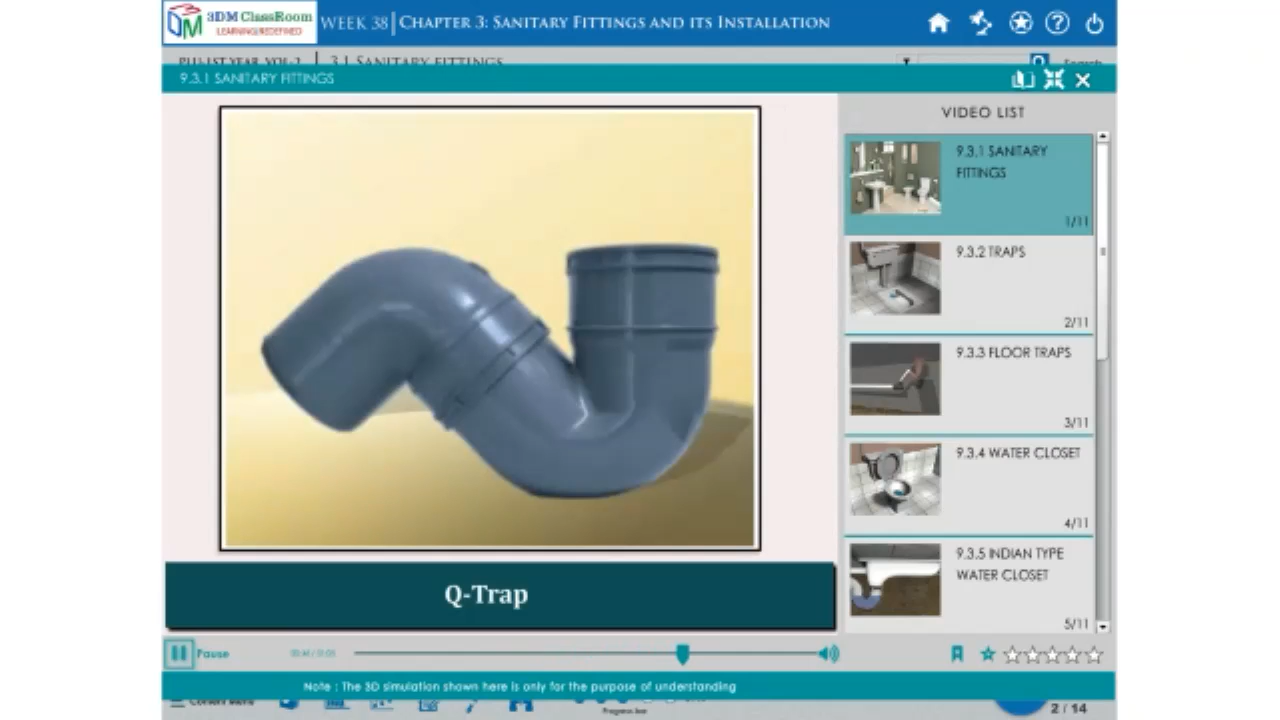 3DM ClassRoom
LEARNING REDEFINED
WEEK 38 | CHAPTER 3: SANITARY FITTINGS AND ITS INSTALLATION
3.1 SANITARY FITTINGS
Search
9.3.1 SANITARY FITTINGS
VIDEO LIST
9.3.1 SANITARY
FITTINGS
1/11
9.3.2 TRAPS
2/11
9.3.3 FLOOR TRAPS
3/11
9.3.4 WATER CLOSET
4/11
9.3.5 INDIAN TYPE
WATER CLOSET
5/11
Q-Trap
Pause
Note : The 3D simulation shown here is only for the purpose of understanding
Progress bar
2 / 14